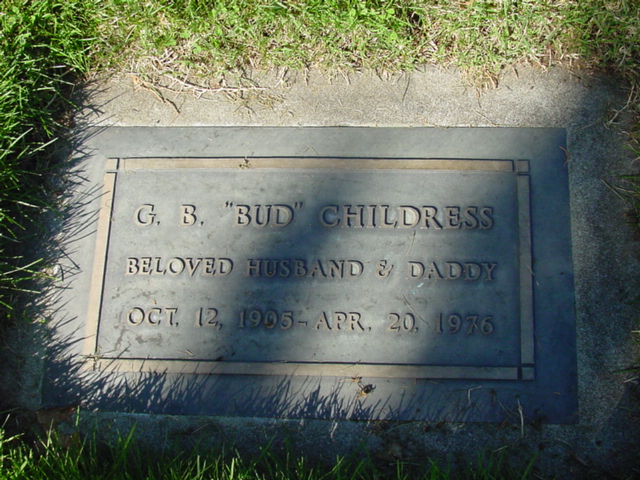 G. B. "BUD" CHILDRESS
BELOVED HUSBAND & DADDY
OCT. 12, 1905 - APR. 20, 1976